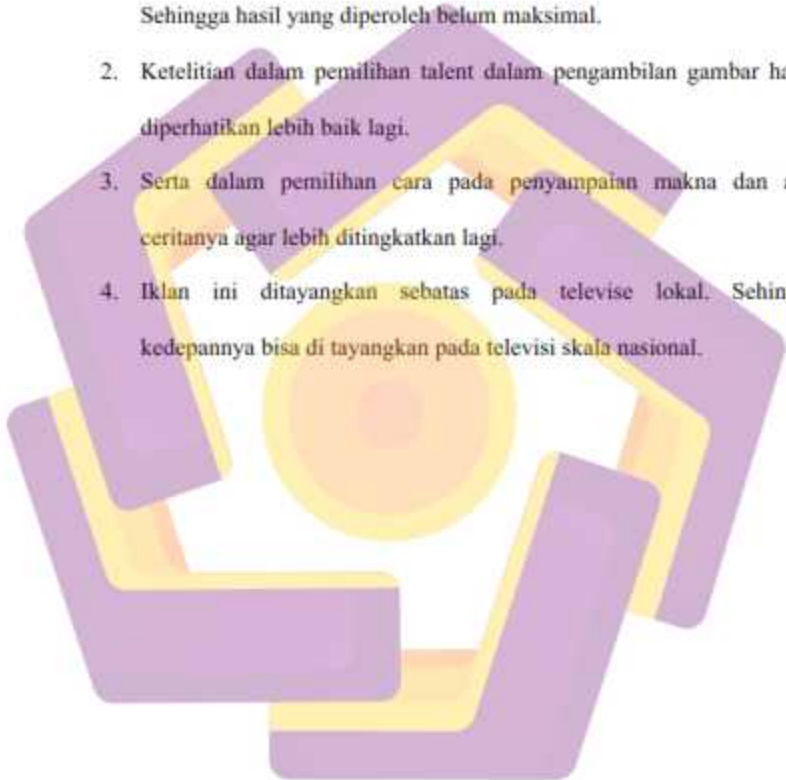 Sehingga hasil yang diperoleh belum maksimal.
2. Ketelitian dalam pemilihan talent dalam pengambilan gambar
diperhatikan lebih baik lagi.
3. Serta dalam pemilihan cara pada penyampaian makna dan
ceritanya agar lebih ditingkatkan lagi.
4. Iklan ini ditayangkan sebatas pada televise lokal. Sehin
kedepannya bisa di tayangkan pada televisi skala nasional.